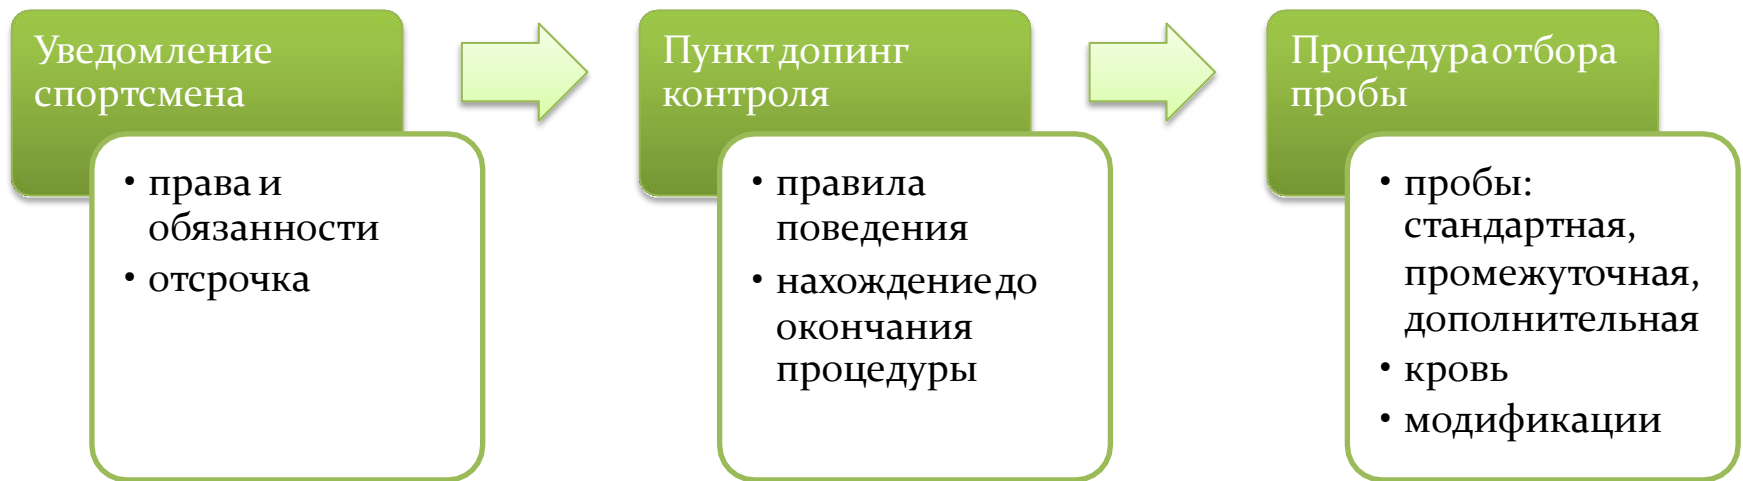 Уведомление
спортсмена
• права и
обязанности
• отсрочка
Пункт допинг
контроля
• правила
поведения
• нахождение до
окончания
процедуры
Процедура отбора
пробы
• пробы:
стандартная,
промежуточная,
дополнительная
• кровь
• модификации